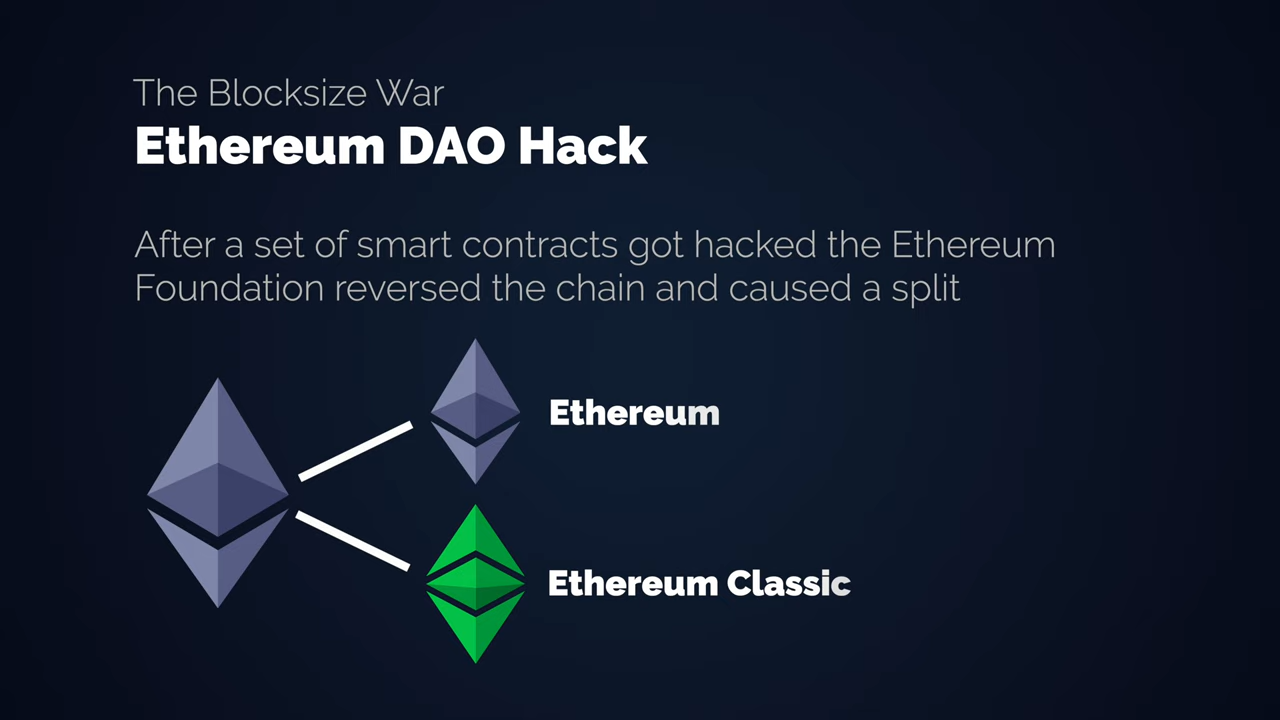 The Blocksize War
Ethereum DAO Hack
After a set of smart contracts got hacked the Ethereum
Foundation reversed the chain and caused a split
Ethereum
Ethereum Classic